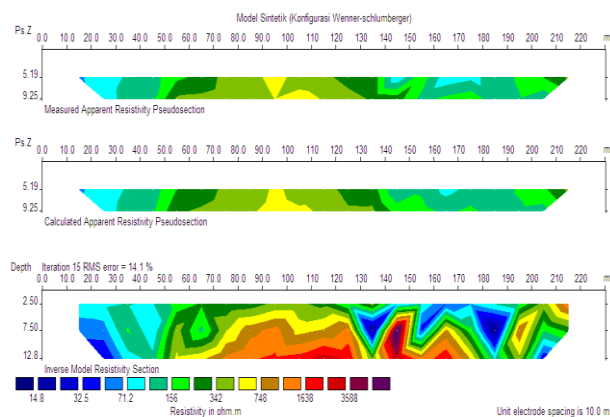 Model Sintetik (Konfigurasi Wenner-schlumberger)
Ps.Z
0.0 10.0 20.0 30.0 40.0 50.0 60.0 70.0 80.0 90.0 100 110 120 130 140 150 160 170 180 190 200 210 220 m
5.19
9.25
Measured Apparent Resistivity Pseudosection
Ps.Z
0.0 10.0 20.0 30.0 40.0 50.0 60.0 70.0 80.0 90.0 100 110 120 130 140 150 160 170 180 190 200 210 220 m
5.19
9.25
Calculated Apparent Resistivity Pseudosection
Depth Iteration 15 RMS error = 14.1 %
0.0 10.0 20.0 30.0 40.0 50.0 60.0 70.0 80.0 90.0 100 110 120 130 140 150 160 170 180 190 200 210 220 m
2.50
7.50
12.8
Inverse Model Resistivity Section
14.8 32.5 71.2 156 342 748 1638 3588
Resistivity in ohm.m
Unit electrode spacing is 10.0 m